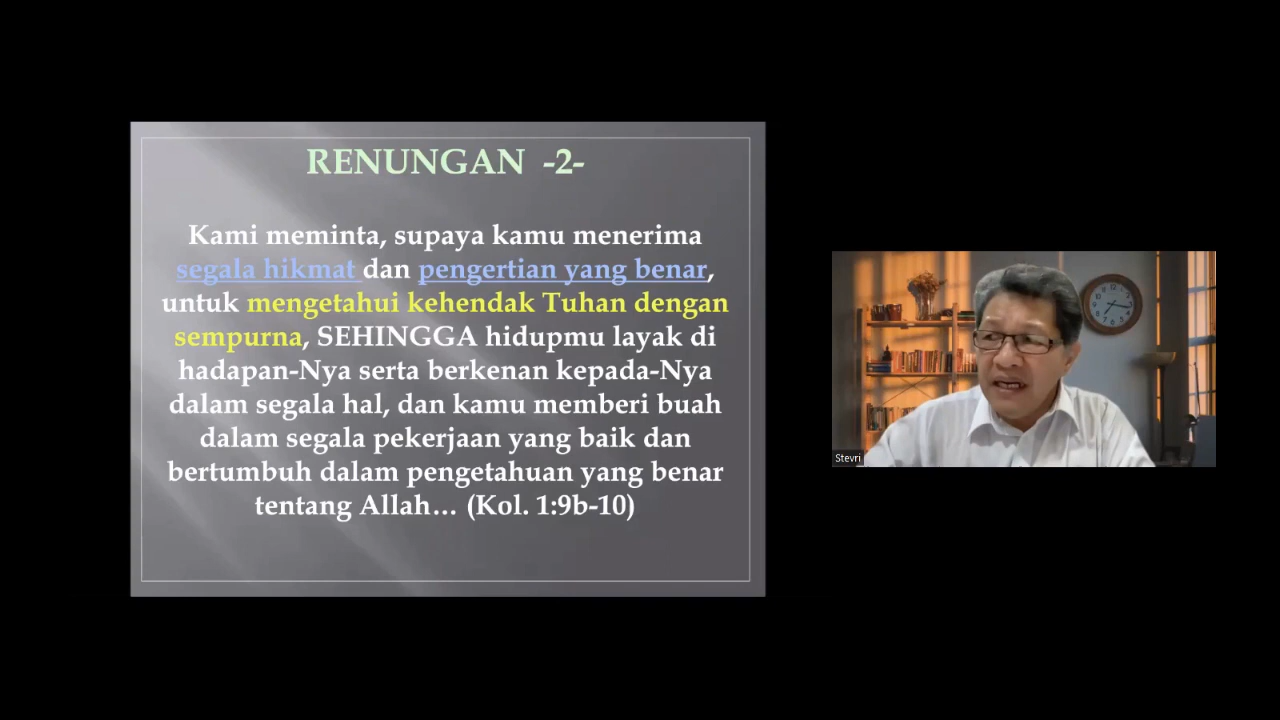 RENUNGAN -2-
Kami meminta, supaya kamu menerima
segala hikmat dan pengertian yang benar,
untuk mengetahui kehendak Tuhan dengan
sempurna, SEHINGGA hidupmu layak di
hadapan-Nya serta berkenan kepada-Nya
dalam segala hal, dan kamu memberi buah
dalam segala pekerjaan yang baik dan
bertumbuh dalam pengetahuan yang benar
tentang Allah… (Kol. 1:9b-10)
Stevri